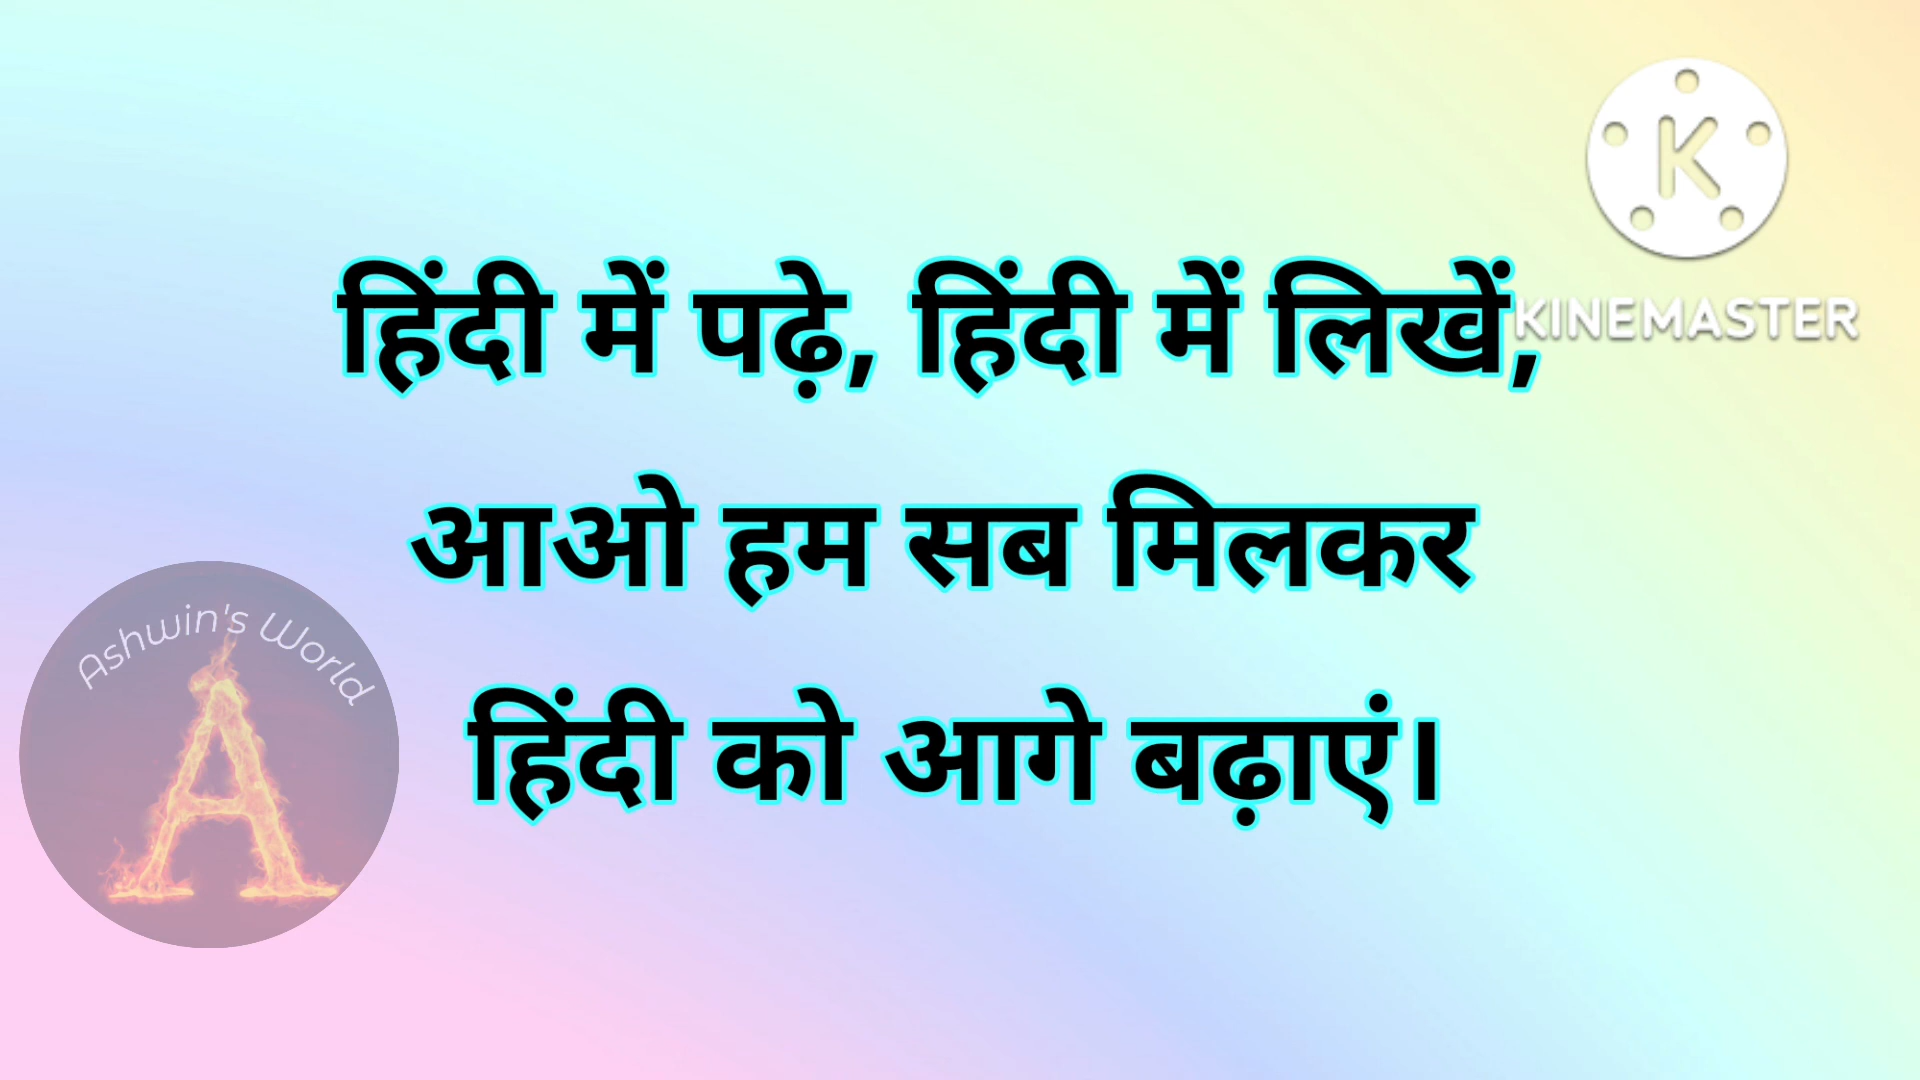 KINEMASTER
हिंदी में पढ़े, हिंदी में लिखें,
आओ हम सब मिलकर
हिंदी को आगे बढ़ाएं।
Ashwin's World
A